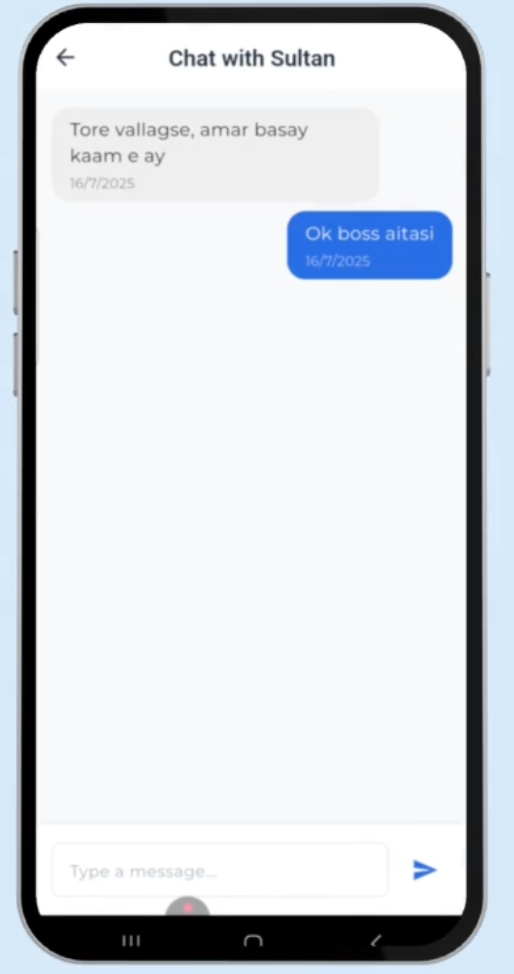 Chat with Sultan
Tore vallagse, amar basay
kaam e ay
16/7/2025
Ok boss aitasi
16/7/2025
Type a message...